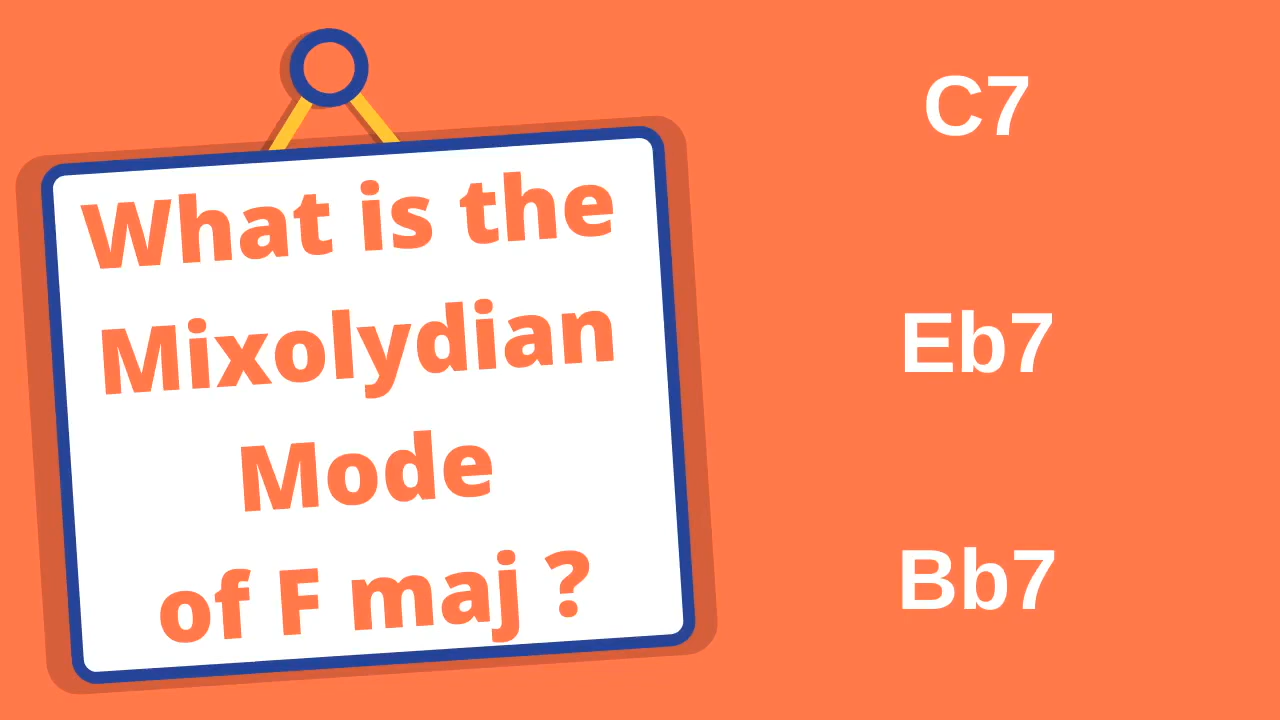 What is the
Mixolydian
Mode
of F maj ?
C7
Eb7
Bb7